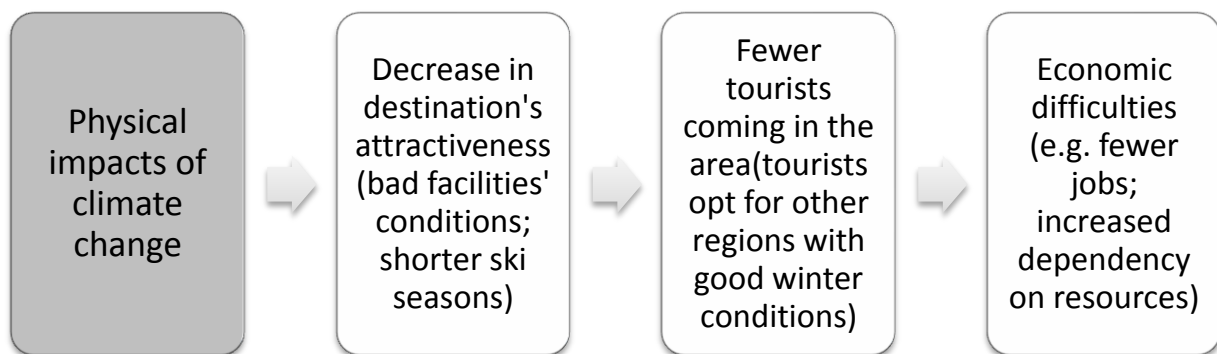 Physical
impacts of
climate
change
Decrease in
destination's
attractiveness
(bad facilities'
conditions;
shorter ski
seasons)
Fewer
tourists
coming in the
area(tourists
opt for other
regions with
good winter
conditions)
Economic
difficulties
(e.g. fewer
jobs;
increased
dependency
on resources)